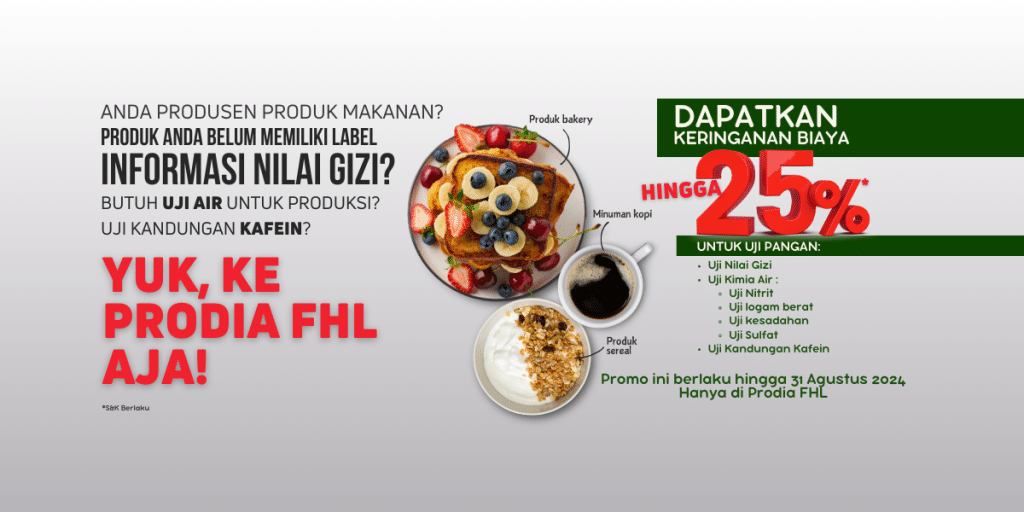 ANDA PRODUSEN PRODUK MAKANAN?
PRODUK ANDA BELUM MEMILIKI LABEL
INFORMASI NILAI GIZI?
BUTUH UJI AIR UNTUK PRODUKSI?
UJI KANDUNGAN KAFEIN?
YUK, KE
PRODIA FHL
AJA!
*S&K Berlaku
Produk bakery
Minuman kopi
Produk
sereal
DAPATKAN
KERINGANAN BIAYA
HINGGA 25%*
UNTUK UJI PANGAN:
• Uji Nilai Gizi
• Uji Kimia Air :
◦ Uji Nitrit
◦ Uji logam berat
◦ Uji kesadahan
◦ Uji Sulfat
• Uji Kandungan Kafein
Promo ini berlaku hingga 31 Agustus 2024
Hanya di Prodia FHL